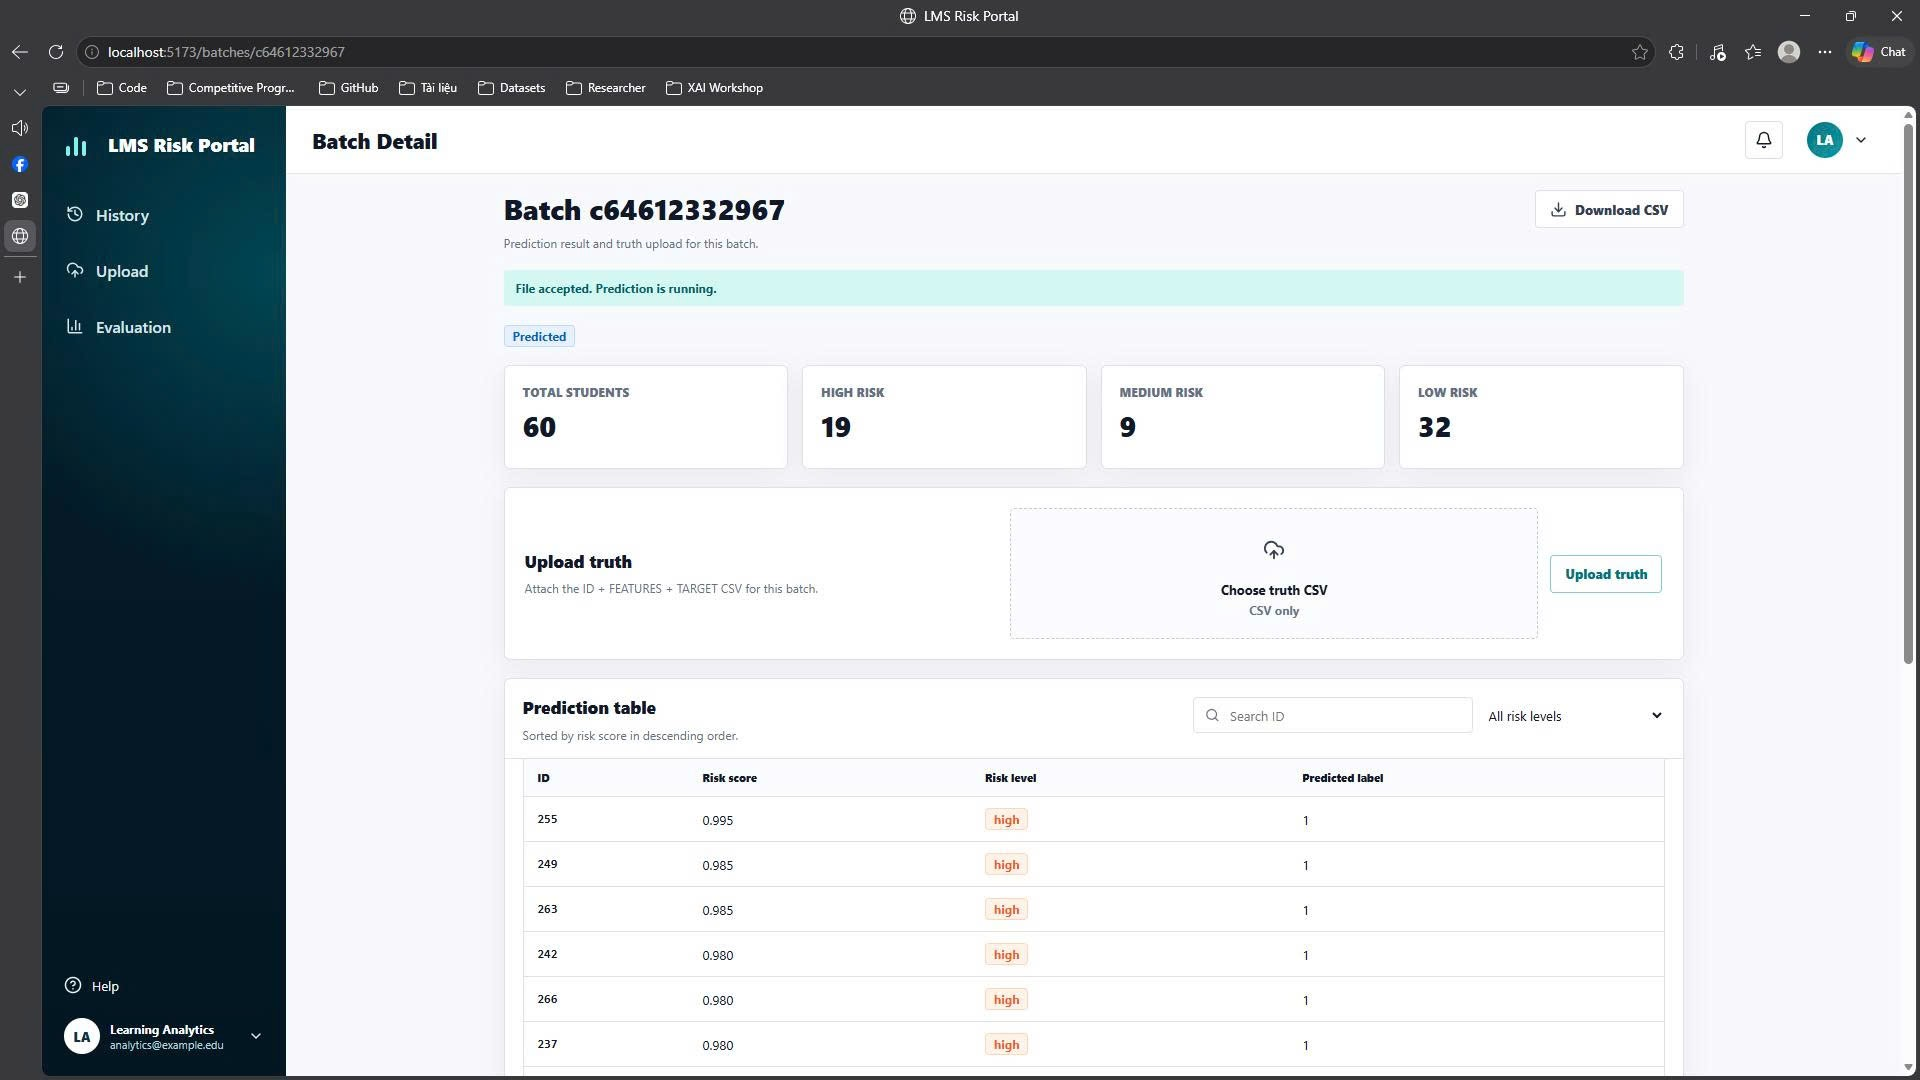 LMS Risk Portal
localhost:5173/batches/c64612332967
Chat
Code
Competitive Progr...
GitHub
Tài liệu
Datasets
Researcher
XAI Workshop
LMS Risk Portal
History
Upload
Evaluation
Help
LA
Learning Analytics
analytics@example.edu
Batch Detail
LA
Batch c64612332967
Download CSV
Prediction result and truth upload for this batch.
File accepted. Prediction is running.
Predicted
TOTAL STUDENTS
60
HIGH RISK
19
MEDIUM RISK
9
LOW RISK
32
Upload truth
Attach the ID + FEATURES + TARGET CSV for this batch.
Choose truth CSV
CSV only
Upload truth
Prediction table
Sorted by risk score in descending order.
Search ID
All risk levels
ID Risk score Risk level Predicted label
255 0.995 high 1
249 0.985 high 1
263 0.985 high 1
242 0.980 high 1
266 0.980 high 1
237 0.980 high 1